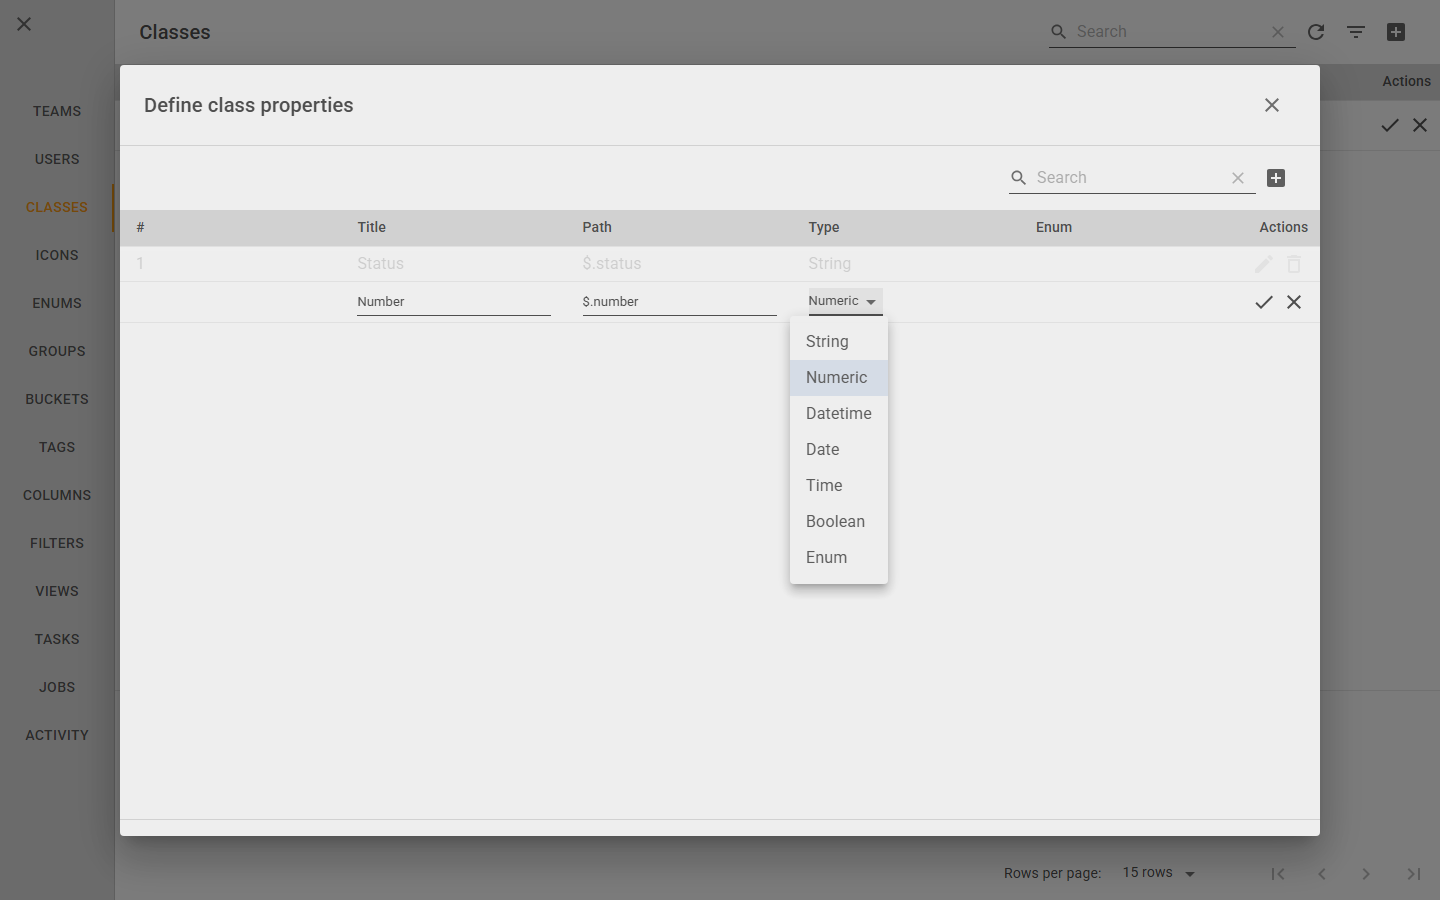 Classes
Search
Actions
TEAMS
USERS
CLASSES
ICONS
ENUMS
GROUPS
BUCKETS
TAGS
COLUMNS
FILTERS
VIEWS
TASKS
JOBS
ACTIVITY
Define class properties
Search
# Title Path Type Enum Actions
1 Status $.status String
Number $.number Numeric
String
Numeric
Datetime
Date
Time
Boolean
Enum
Rows per page: 15 rows